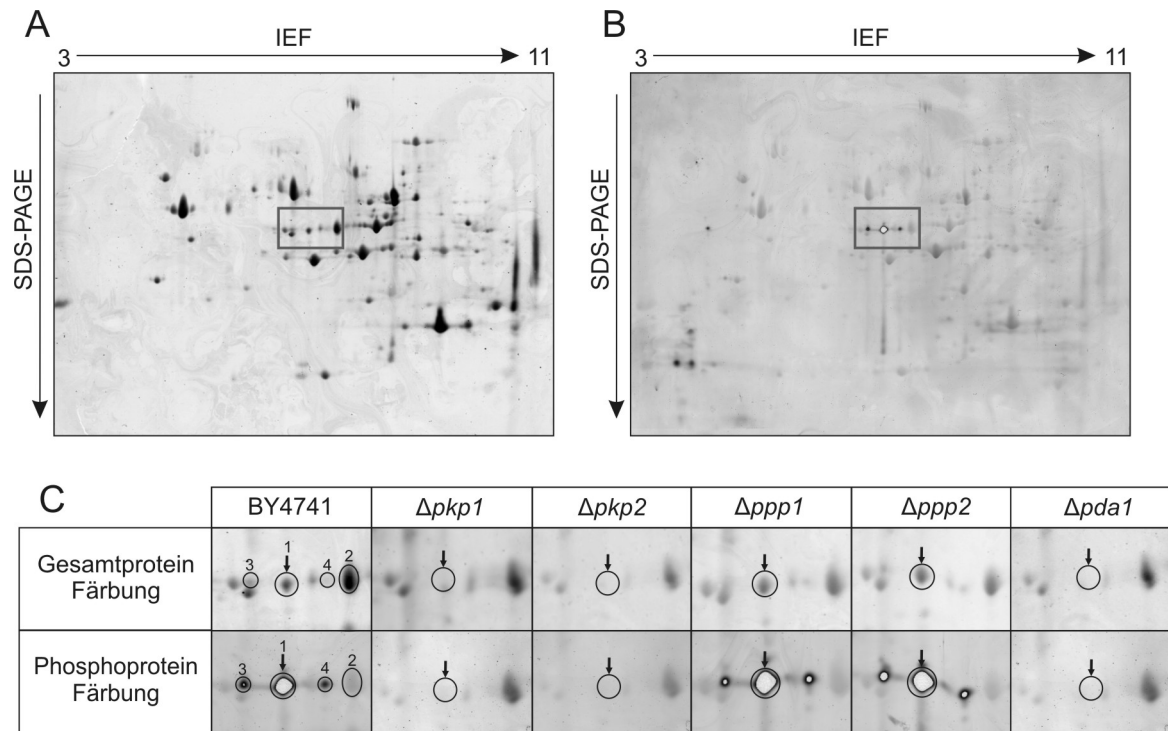 A
IEF
3
11
SDS-PAGE
B
IEF
3
11
SDS-PAGE
C
BY4741
Δpkp1
Δpkp2
Δppp1
Δppp2
Δpda1
Gesamtprotein
Färbung
3
1
4
2
Phosphoprotein
Färbung
3
1
4
2